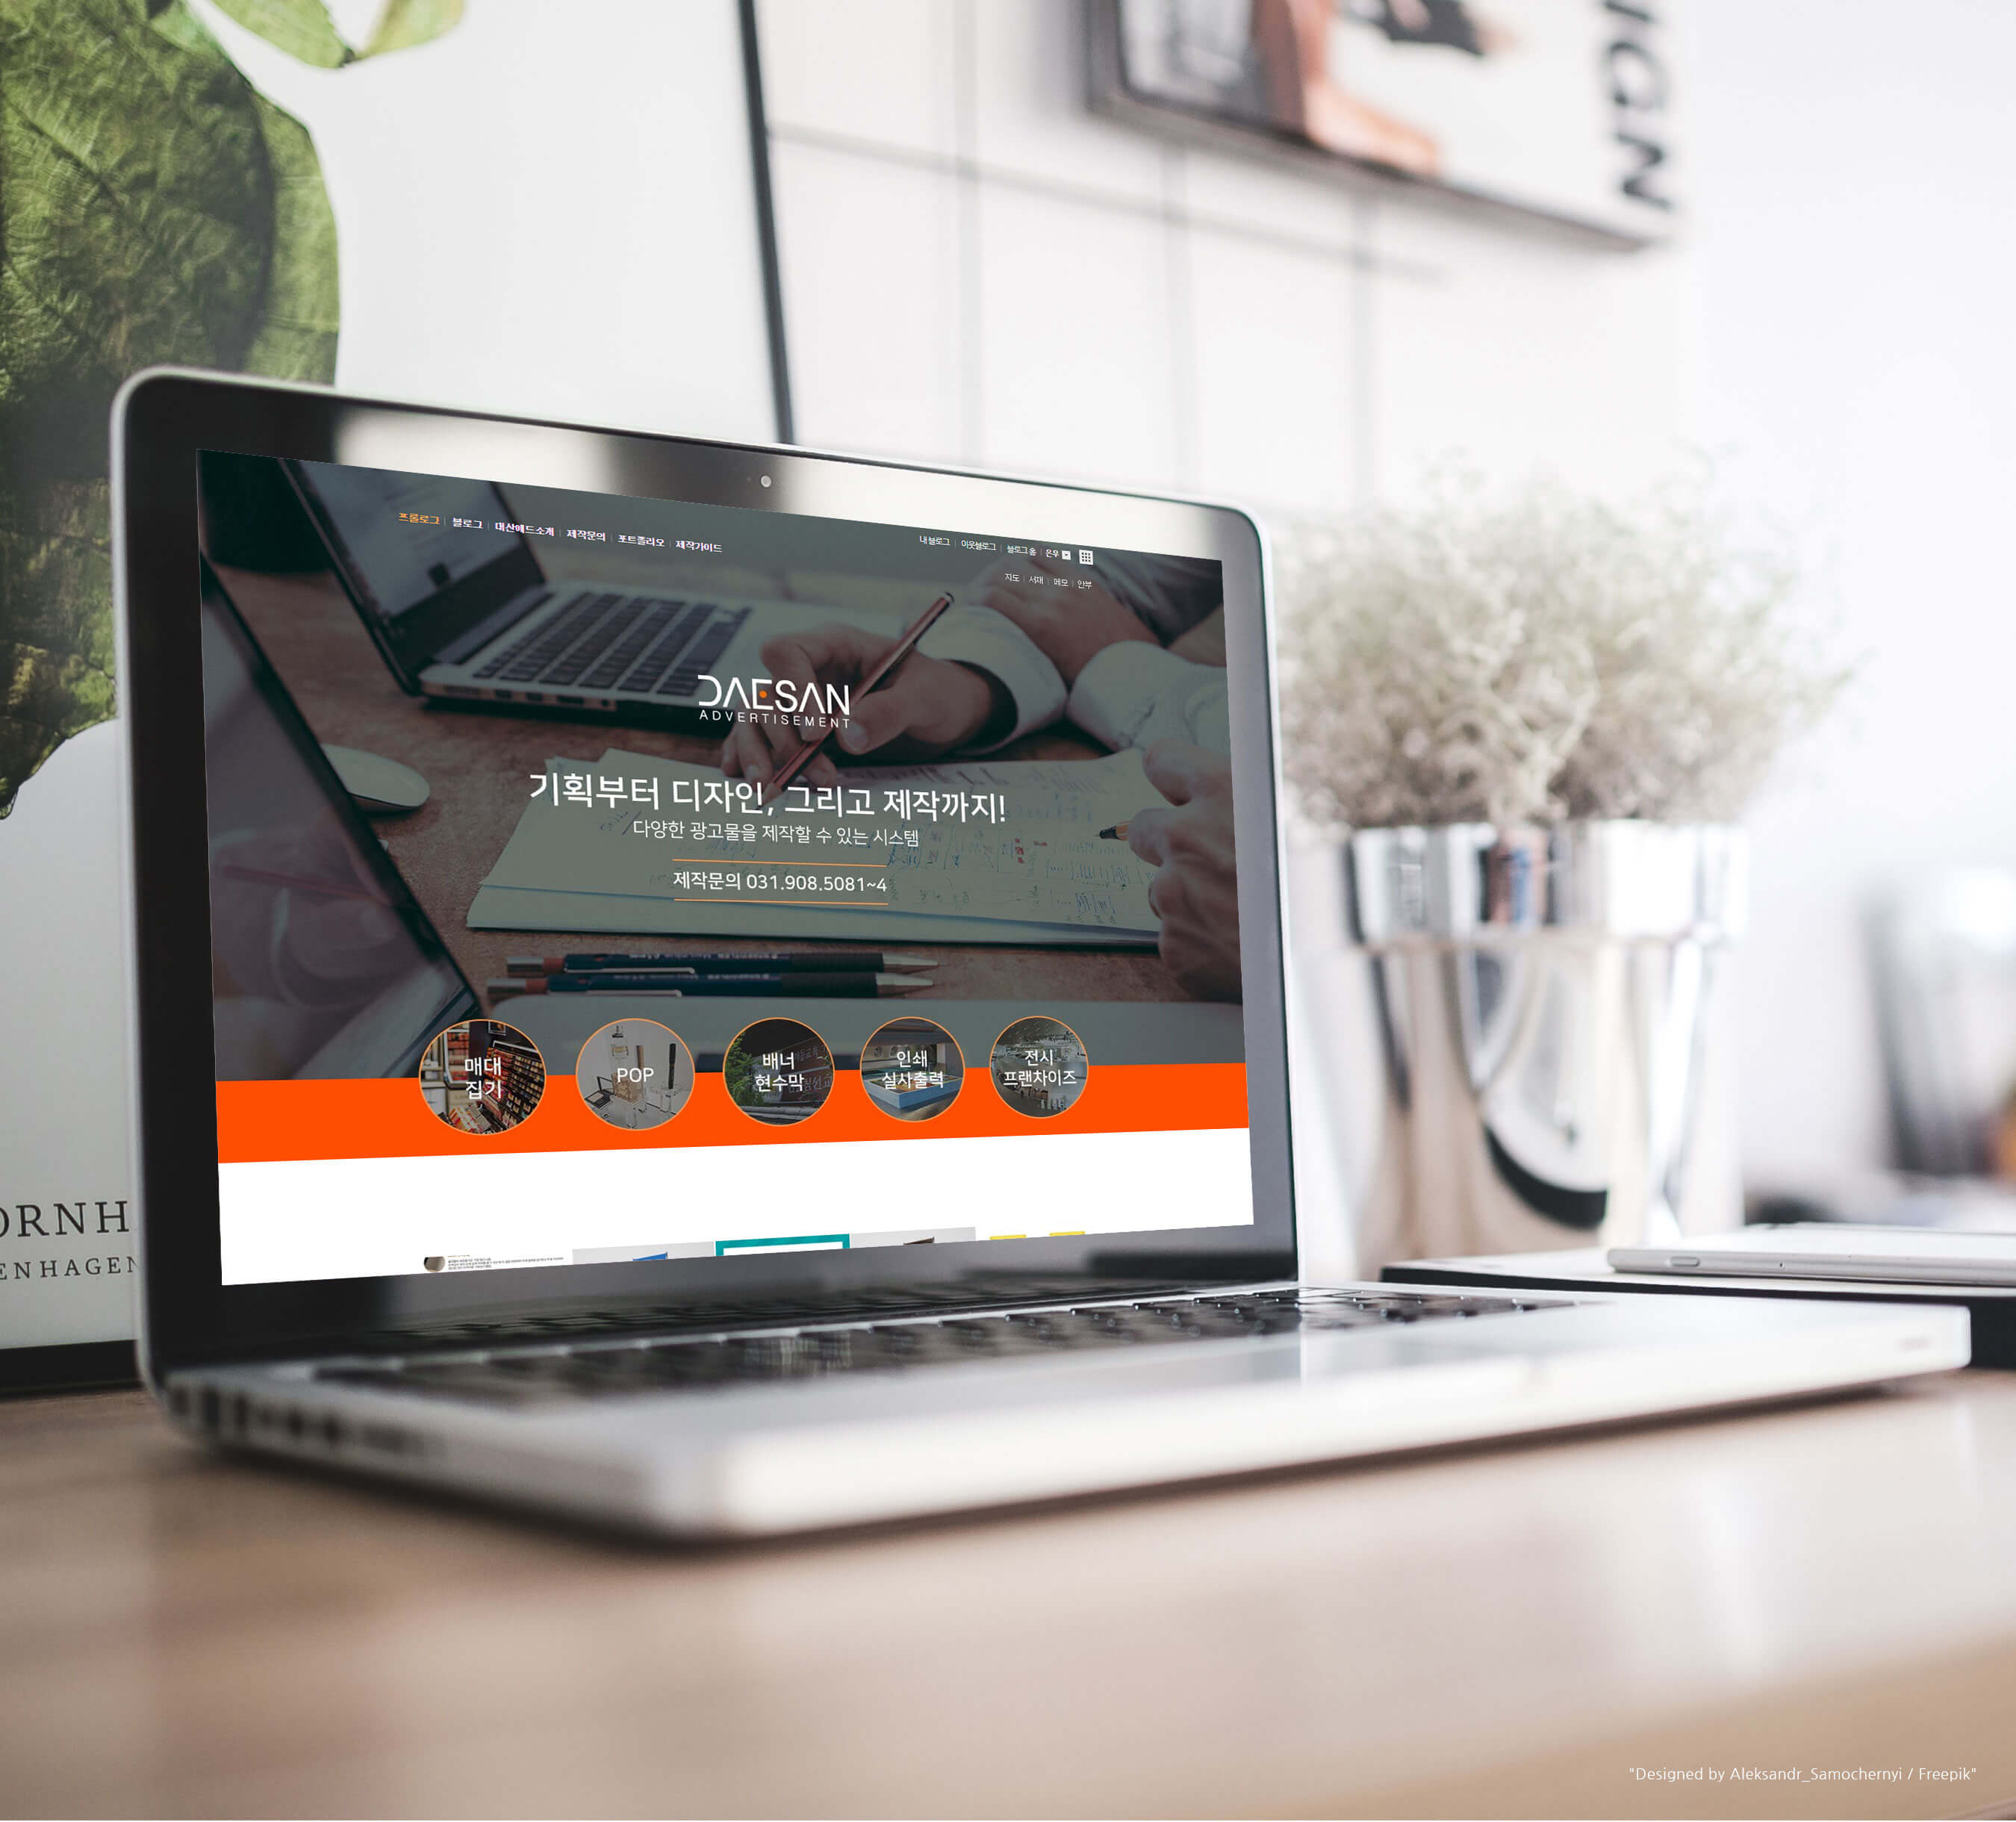 IGN
프롤로그 | 블로그 | 대산애드소개 | 제작문의 | 포트폴리오 | 제작가이드
내 블로그 | 이웃블로그 | 블로그 홈 | 은우
지도 | 서재 | 메모 | 안부
DAESAN
ADVERTISEMENT
기획부터 디자인, 그리고 제작까지!
다양한 광고물을 제작할 수 있는 시스템
제작문의 031.908.5081~4
매대
집기
POP
배너
현수막
인쇄
실사출력
전시
프랜차이즈
ORNH
ENHAGEN
"Designed by Aleksandr_Samochernyi / Freepik"